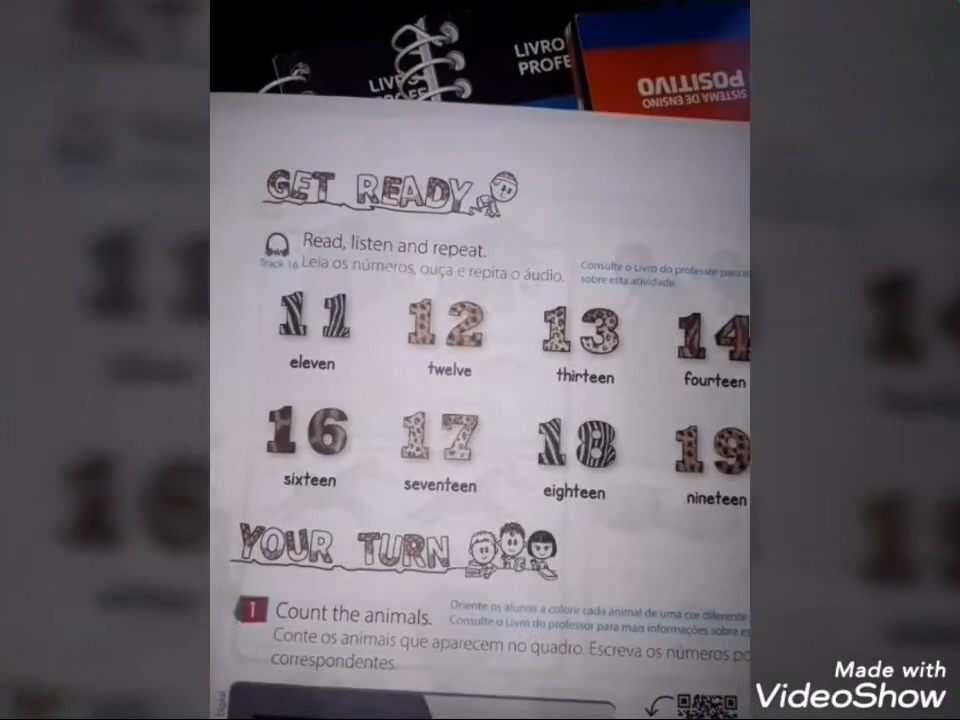 LIVRO
PROFE
LIV
SISTEMA DE ENSINO
POSITIVO
GET READY
Read, listen and repeat.
Track 16 Leia os números, ouça e repita o áudio.
Consulte o Livro do professor para
sobre esta atividade.
11 12 13 14
eleven twelve thirteen fourteen
16 17 18 19
sixteen seventeen eighteen nineteen
YOUR TURN
1 Count the animals.
Oriente os alunos a colorir cada animal de uma cor diferente
Consulte o Livro do professor para mais informações sobre es
Conte os animais que aparecem no quadro. Escreva os números po
correspondentes.
Made with
VideoShow